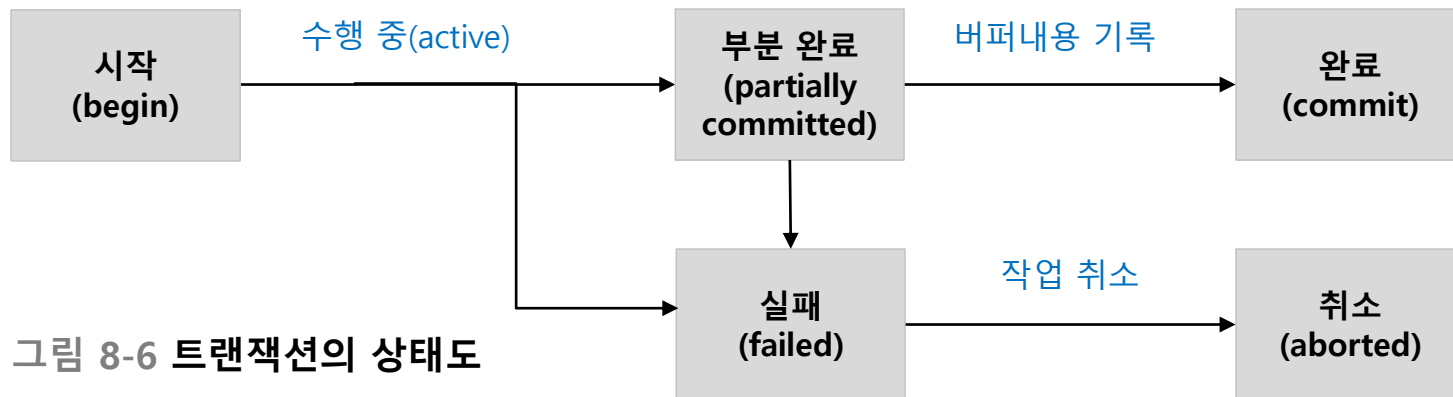 수행 중(active)
버퍼내용 기록
시작
(begin)
부분 완료
(partially
committed)
완료
(commit)
작업 취소
실패
(failed)
취소
(aborted)
그림 8-6 트랜잭션의 상태도